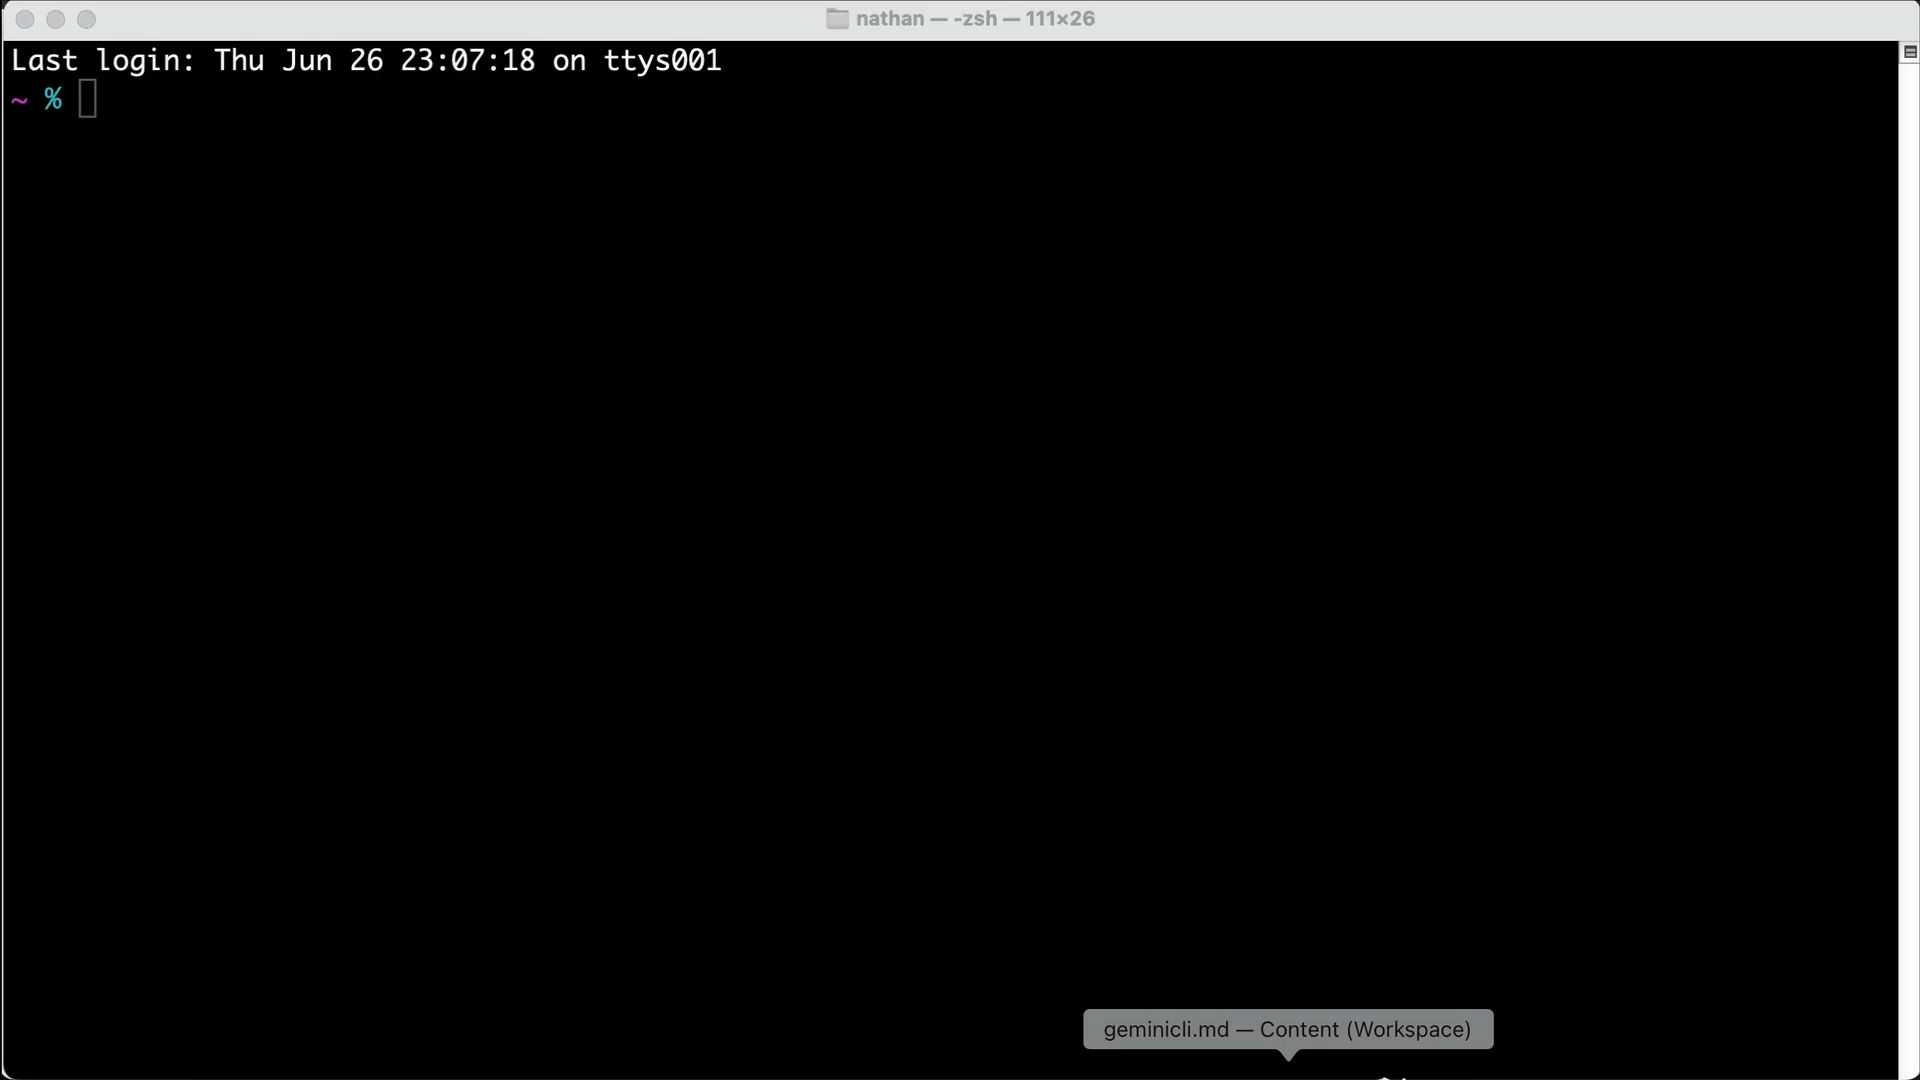 nathan — -zsh — 111×26
Last login: Thu Jun 26 23:07:18 on ttys001
~ %
geminicli.md — Content (Workspace)